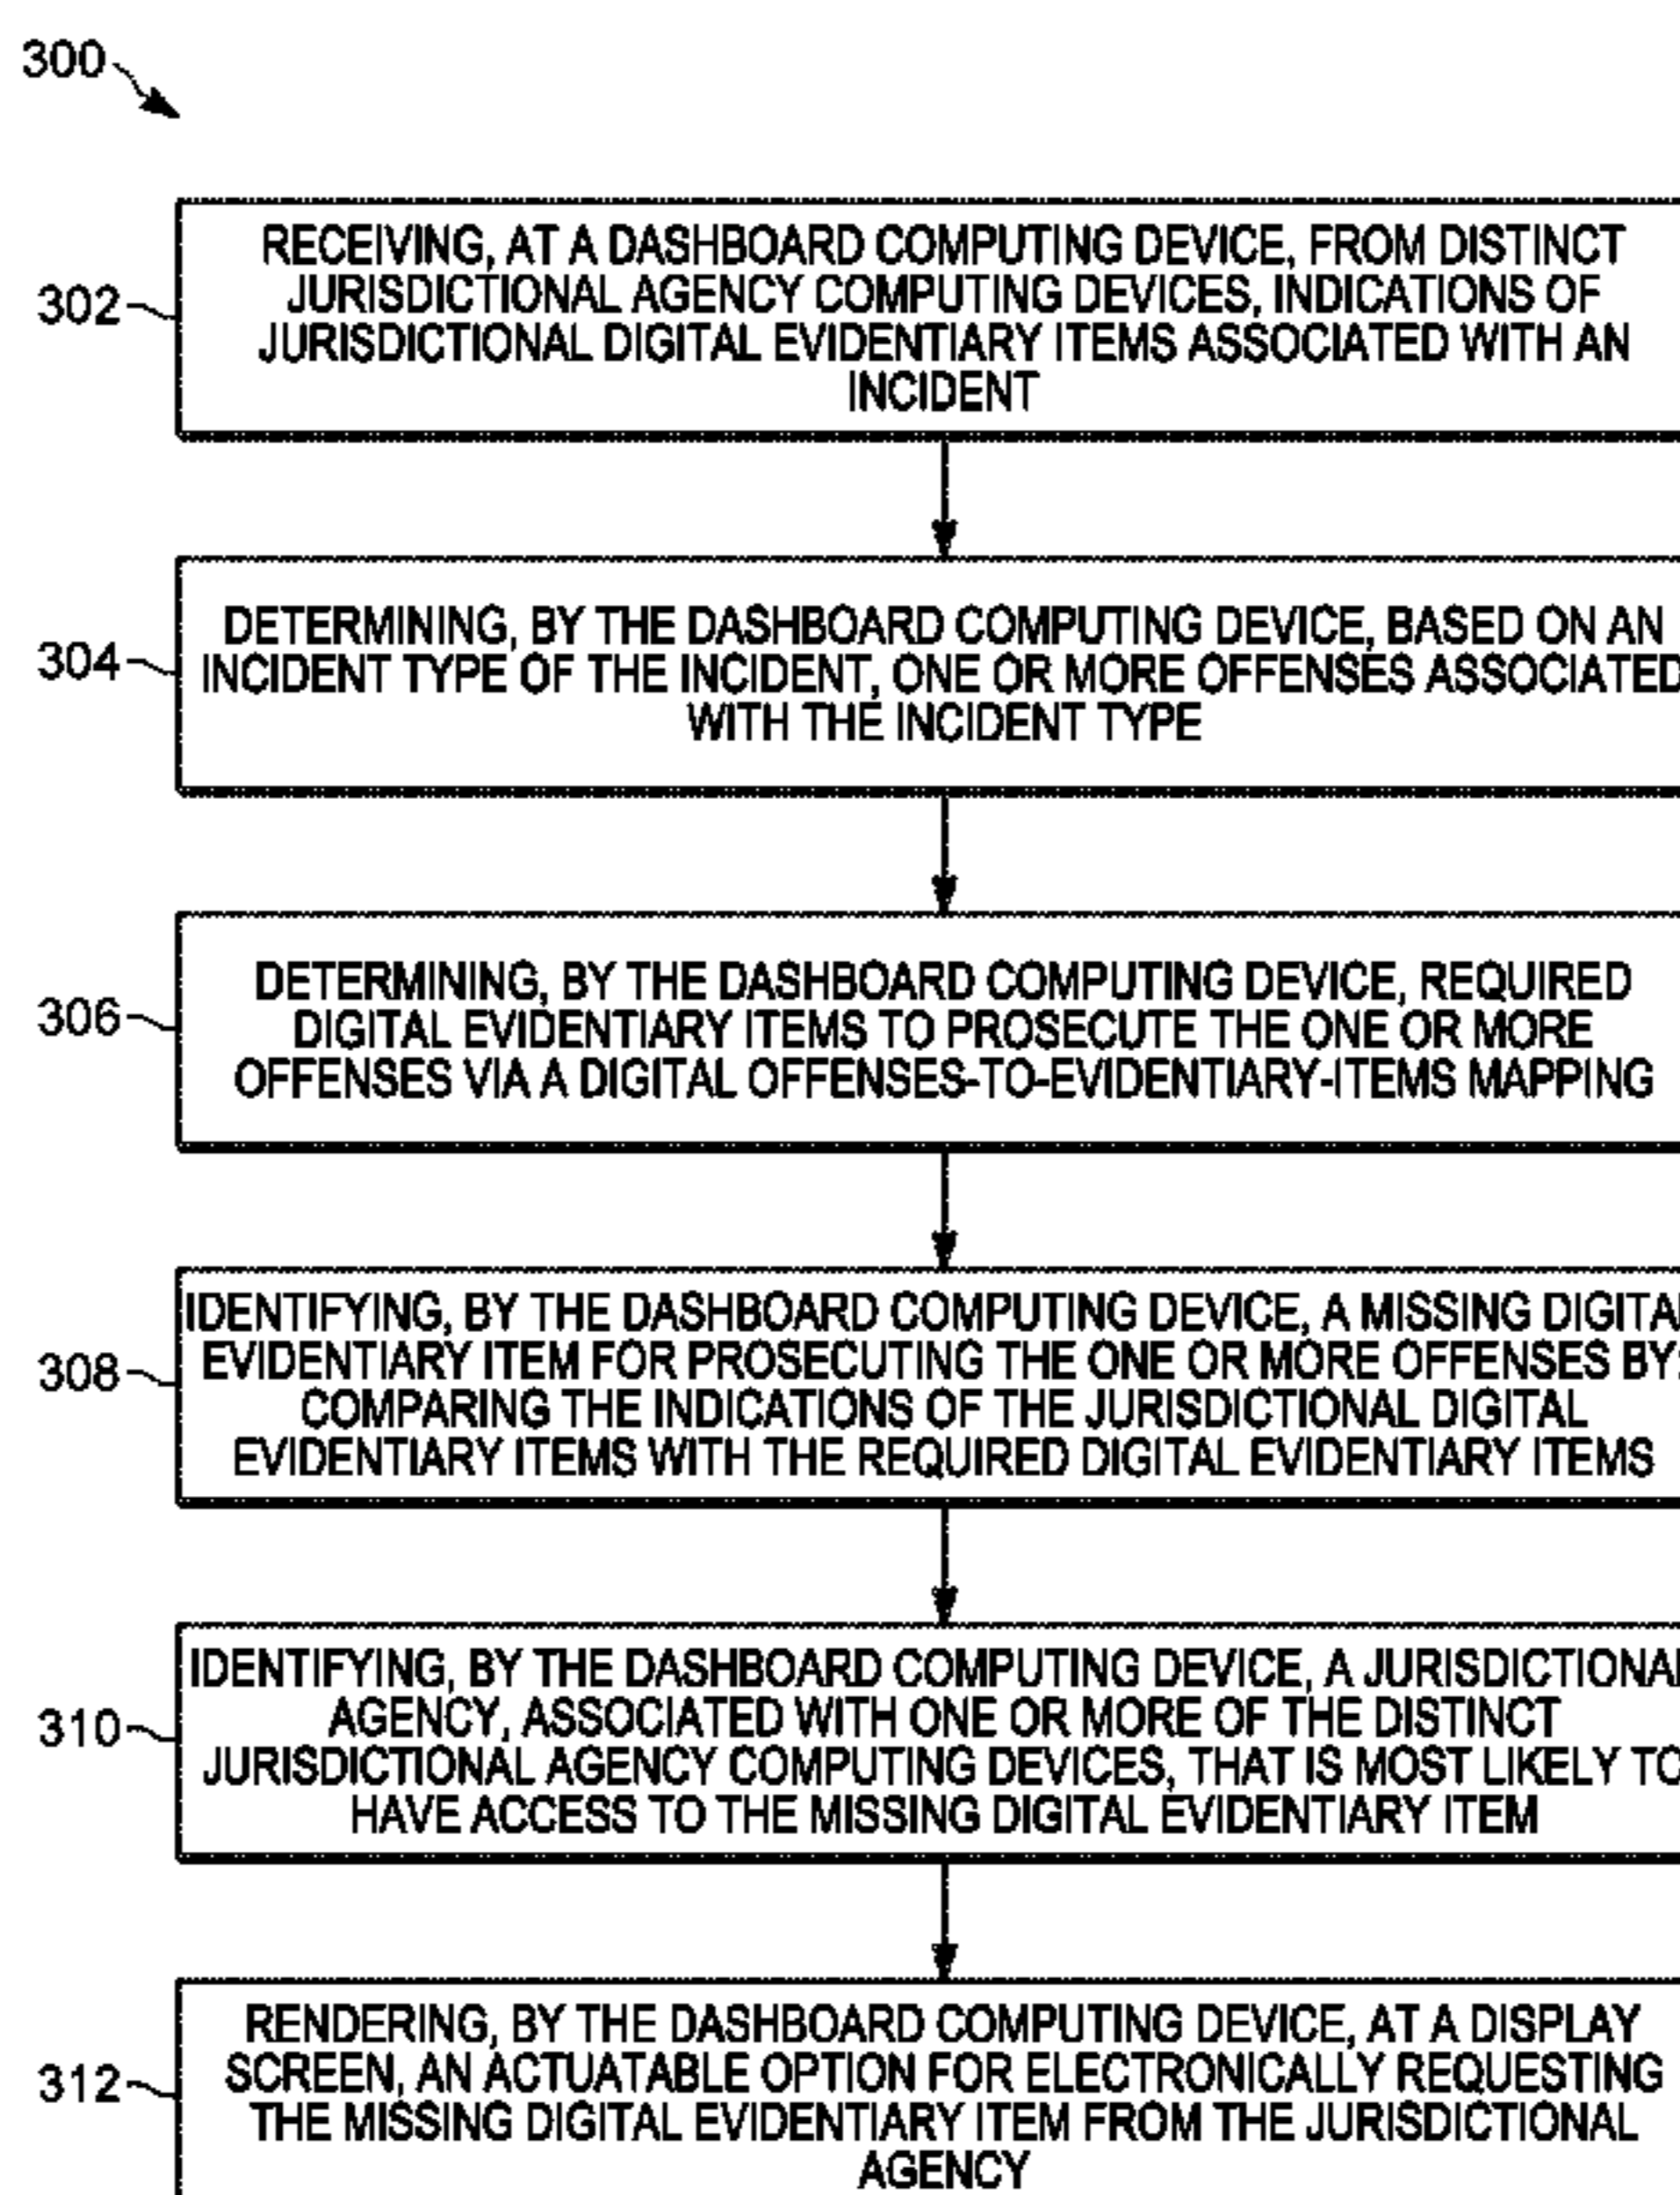 300
302
RECEIVING, AT A DASHBOARD COMPUTING DEVICE, FROM DISTINCT
JURISDICTIONAL AGENCY COMPUTING DEVICES, INDICATIONS OF
JURISDICTIONAL DIGITAL EVIDENTIARY ITEMS ASSOCIATED WITH AN
INCIDENT
304
DETERMINING, BY THE DASHBOARD COMPUTING DEVICE, BASED ON AN
INCIDENT TYPE OF THE INCIDENT, ONE OR MORE OFFENSES ASSOCIATED
WITH THE INCIDENT TYPE
306
DETERMINING, BY THE DASHBOARD COMPUTING DEVICE, REQUIRED
DIGITAL EVIDENTIARY ITEMS TO PROSECUTE THE ONE OR MORE
OFFENSES VIA A DIGITAL OFFENSES-TO-EVIDENTIARY-ITEMS MAPPING
308
IDENTIFYING, BY THE DASHBOARD COMPUTING DEVICE, A MISSING DIGITAL
EVIDENTIARY ITEM FOR PROSECUTING THE ONE OR MORE OFFENSES BY:
COMPARING THE INDICATIONS OF THE JURISDICTIONAL DIGITAL
EVIDENTIARY ITEMS WITH THE REQUIRED DIGITAL EVIDENTIARY ITEMS
310
IDENTIFYING, BY THE DASHBOARD COMPUTING DEVICE, A JURISDICTIONAL
AGENCY, ASSOCIATED WITH ONE OR MORE OF THE DISTINCT
JURISDICTIONAL AGENCY COMPUTING DEVICES, THAT IS MOST LIKELY TO
HAVE ACCESS TO THE MISSING DIGITAL EVIDENTIARY ITEM
312
RENDERING, BY THE DASHBOARD COMPUTING DEVICE, AT A DISPLAY
SCREEN, AN ACTUATABLE OPTION FOR ELECTRONICALLY REQUESTING
THE MISSING DIGITAL EVIDENTIARY ITEM FROM THE JURISDICTIONAL
AGENCY